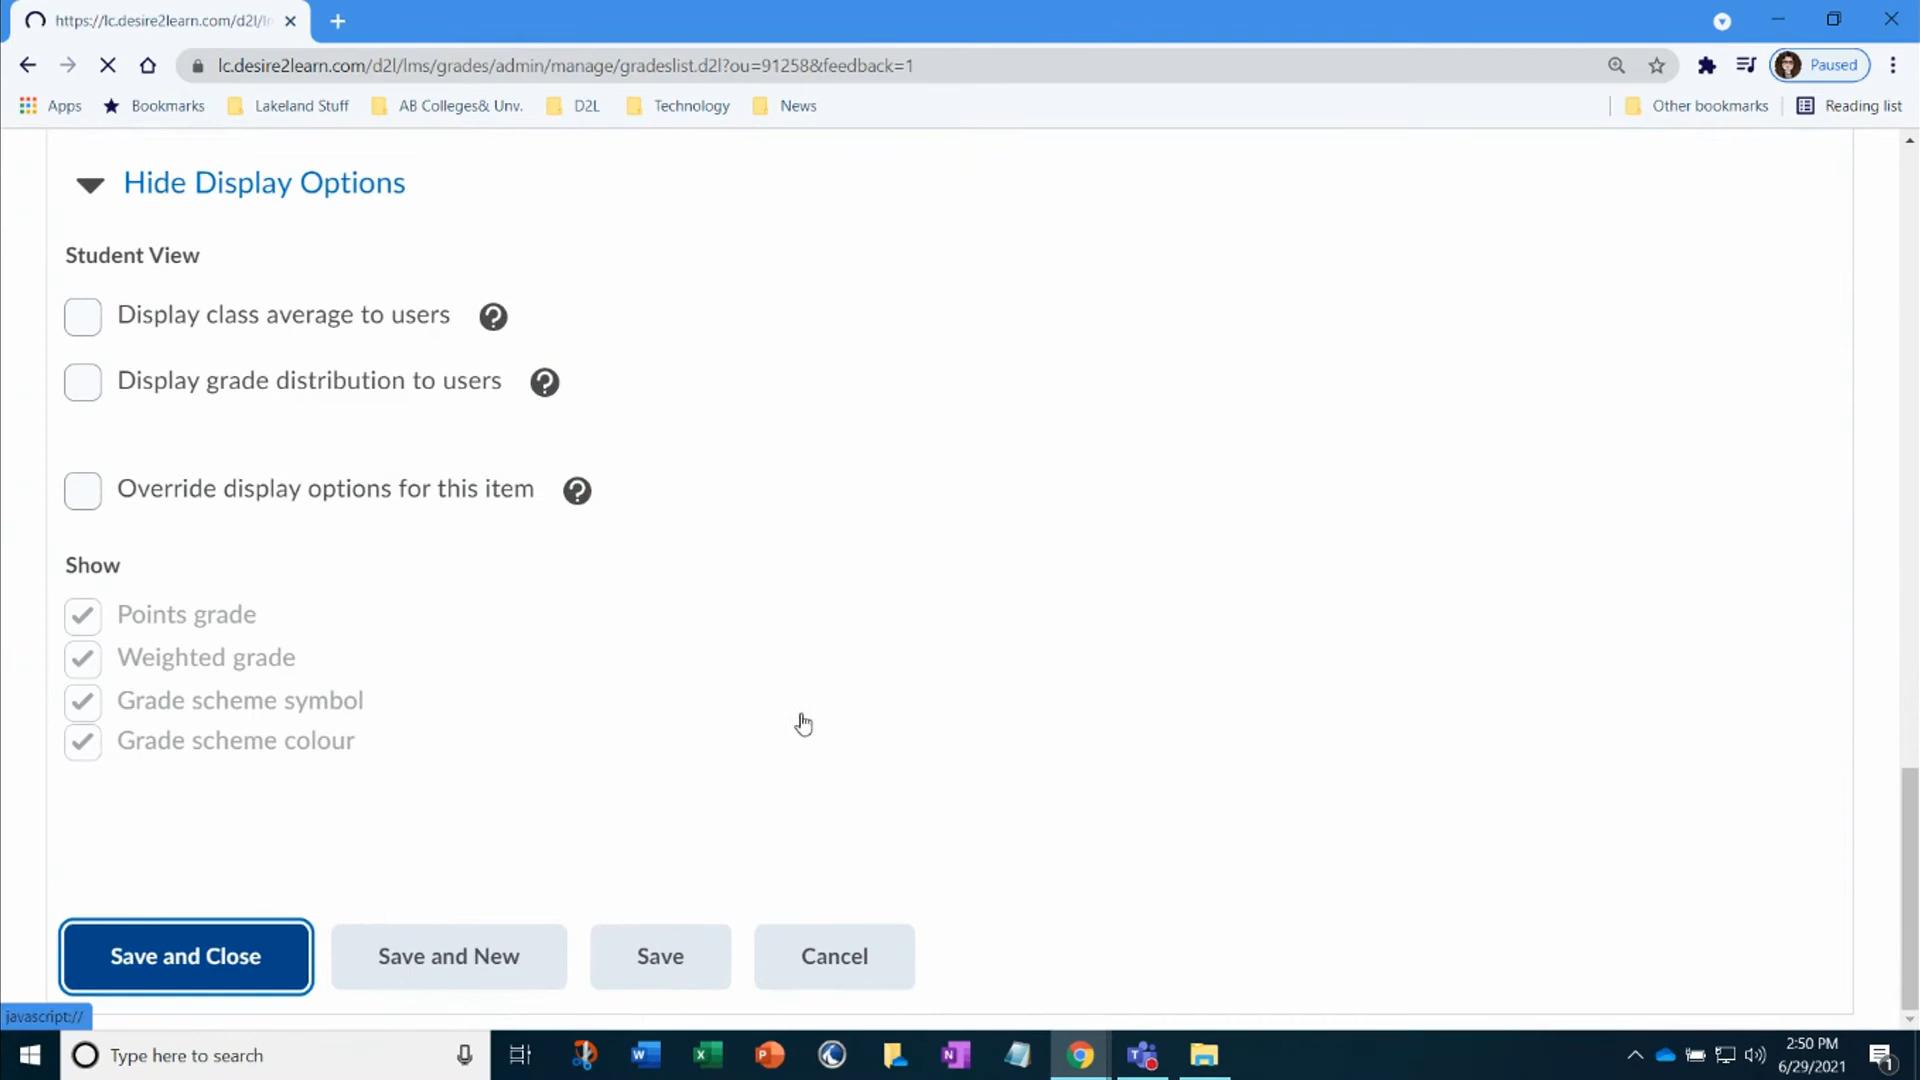 https://lc.desire2learn.com/d2l/l
lc.desire2learn.com/d2l/lms/grades/admin/manage/gradeslist.d2l?ou=91258&feedback=1
Paused
Apps
Bookmarks
Lakeland Stuff
AB Colleges& Unv.
D2L
Technology
News
Other bookmarks
Reading list
Hide Display Options
Student View
Display class average to users
Display grade distribution to users
Override display options for this item
Show
Points grade
Weighted grade
Grade scheme symbol
Grade scheme colour
Save and Close
Save and New
Save
Cancel
javascript://
Type here to search
2:50 PM
6/29/2021
1